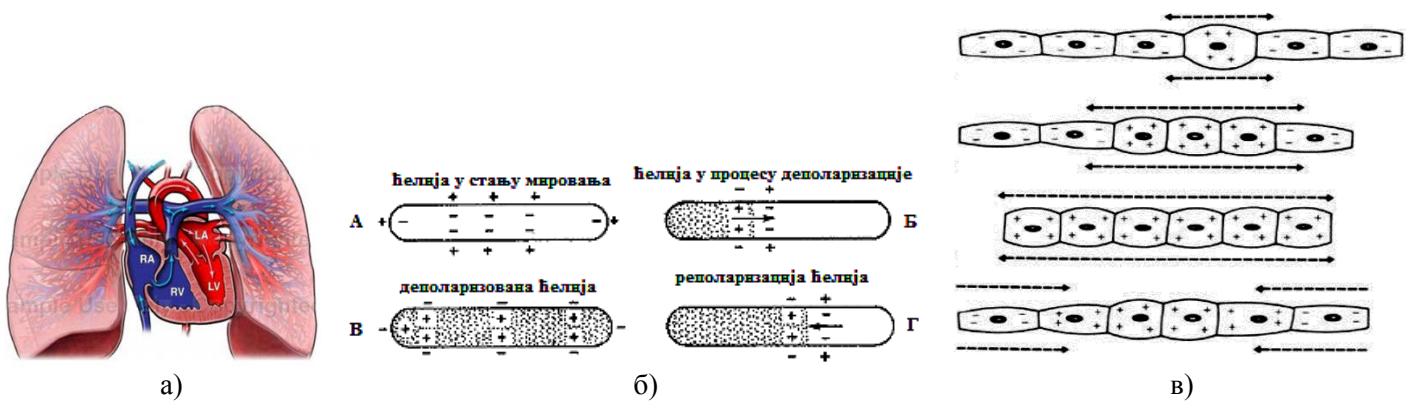 ћелија у стању мировања
+ + +
А + − − − − − +
− − −
+ + +
ћелија у процесу деполаризације
− +
+ −
+ −
− +
Б
деполаризована ћелија
− − −
В − + + + + −
+ + +
− − −
реполаризација ћелија
− +
+ −
+ −
− +
Г
RA
LA
RV
LV
а)
б)
в)